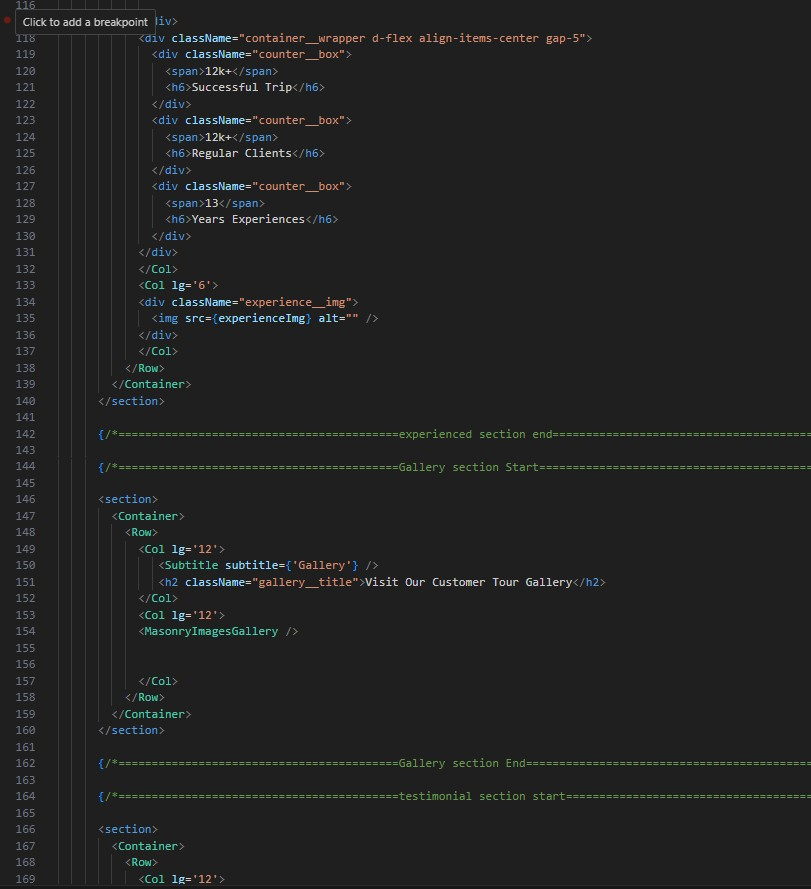 116
Click to add a breakpoint div>
118 <div className="container__wrapper d-flex align-items-center gap-5">
119 <div className="counter__box">
120 <span>12k+</span>
121 <h6>Successful Trip</h6>
122 </div>
123 <div className="counter__box">
124 <span>12k+</span>
125 <h6>Regular Clients</h6>
126 </div>
127 <div className="counter__box">
128 <span>13</span>
129 <h6>Years Experiences</h6>
130 </div>
131 </div>
132 </Col>
133 <Col lg='6'>
134 <div className="experience__img">
135 <img src={experienceImg} alt="" />
136 </div>
137 </Col>
138 </Row>
139 </Container>
140 </section>
141
142 {/*==========================================experienced section end=======================================
143
144 {/*==========================================Gallery section Start=========================================
145
146 <section>
147 <Container>
148 <Row>
149 <Col lg='12'>
150 <Subtitle subtitle={'Gallery'} />
151 <h2 className="gallery__title">Visit Our Customer Tour Gallery</h2>
152 </Col>
153 <Col lg='12'>
154 <MasonryImagesGallery />
155
156
157 </Col>
158 </Row>
159 </Container>
160 </section>
161
162 {/*==========================================Gallery section End===========================================
163
164 {/*==========================================testimonial section start=====================================
165
166 <section>
167 <Container>
168 <Row>
169 <Col lg='12'>